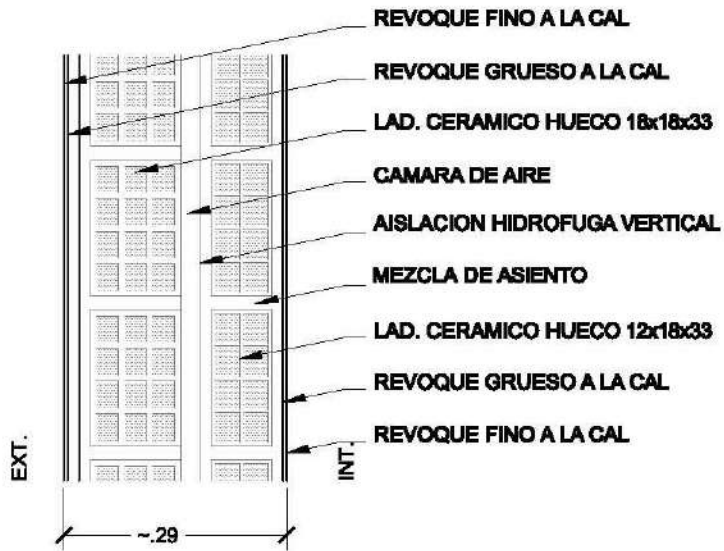 REVOQUE FINO A LA CAL
REVOQUE GRUESO A LA CAL
LAD. CERAMICO HUECO 18x18x33
CAMARA DE AIRE
AISLACION HIDROFUGA VERTICAL
MEZCLA DE ASIENTO
LAD. CERAMICO HUECO 12x18x33
REVOQUE GRUESO A LA CAL
REVOQUE FINO A LA CAL
EXT.
INT.
~.29